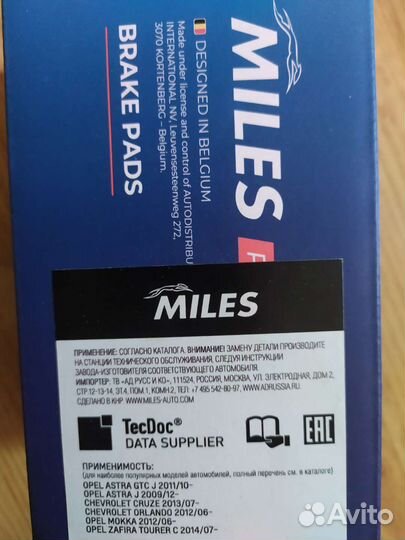 MILES
DESIGNED IN BELGIUM
Made under license and control of AUTODISTRIBU
INTERNATIONAL NV, Leuvensesteenweg 272,
3070 KORTENBERG – Belgium.
BRAKE PADS
MILES
ПРИМЕНЕНИЕ: СОГЛАСНО КАТАЛОГА. ВНИМАНИЕ! ЗАМЕНУ ДЕТАЛИ ПРОИЗВОДИТЕ
НА СТАНЦИИ ТЕХНИЧЕСКОГО ОБСЛУЖИВАНИЯ, СЛЕДУЯ ИНСТРУКЦИИ
ЗАВОДА-ИЗГОТОВИТЕЛЯ СООТВЕТСТВУЮЩЕГО АВТОМОБИЛЯ.
ИМПОРТЕР: ТВ «АД РУСС И КО», 111524, РОССИЯ, МОСКВА, УЛ. ЭЛЕКТРОДНАЯ, ДОМ 2,
СТР.12-13-14, ЭТ.4, ПОМ.1, КОМН.2, ТЕЛ: +7 495 542-80-97, WWW.ADRUSSIA.RU
СДЕЛАНО В КНР WWW.MILES-AUTO.COM
TecDoc®
DATA SUPPLIER
EAC
ПРИМЕНИМОСТЬ:
(для наиболее популярных моделей автомобилей, полный перечень см. в каталоге)
OPEL ASTRA GTC J 2011/10-
OPEL ASTRA J 2009/12-
CHEVROLET CRUZE 2013/07-
CHEVROLET ORLANDO 2012/06-
OPEL MOKKA 2012/06-
OPEL ZAFIRA TOURER C 2014/07-
Avito